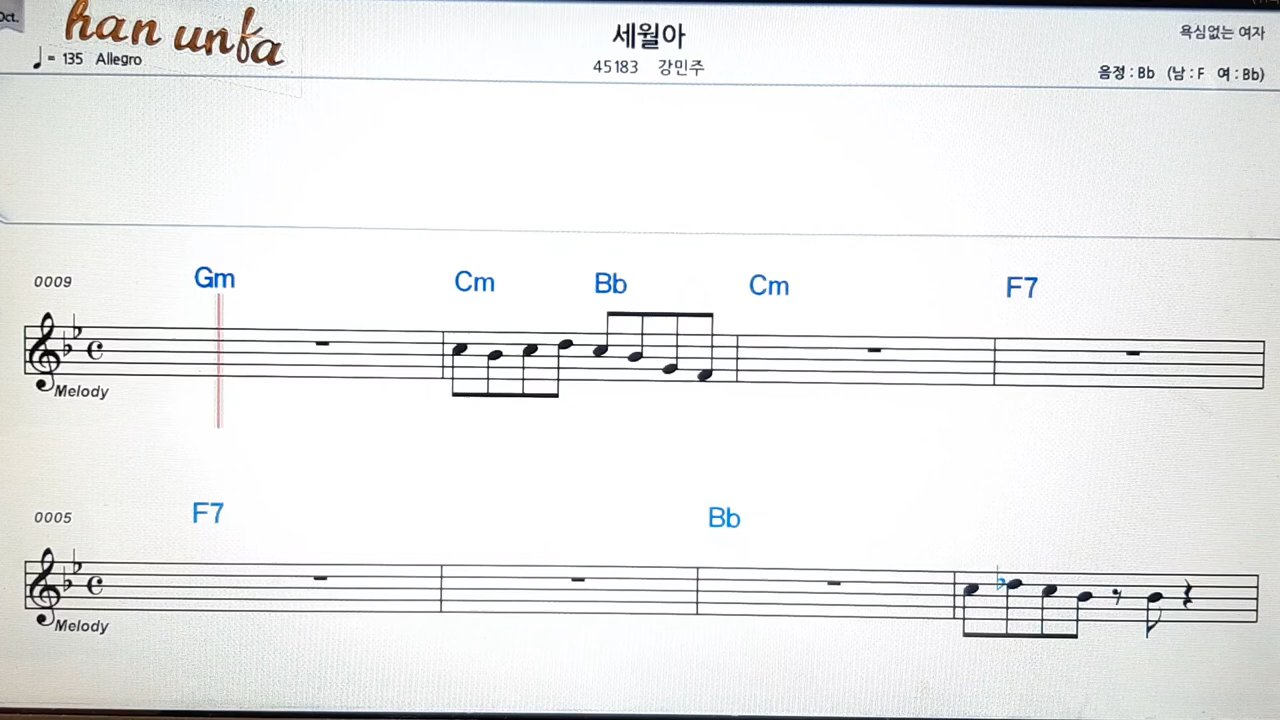 Oct.
han unfa
♩ = 135 Allegro
세월아
45183 강민주
욕심없는 여자
음정 : Bb (남 : F 여 : Bb)
0009 Gm Cm Bb Cm F7
Melody
0005 F7 Bb
Melody